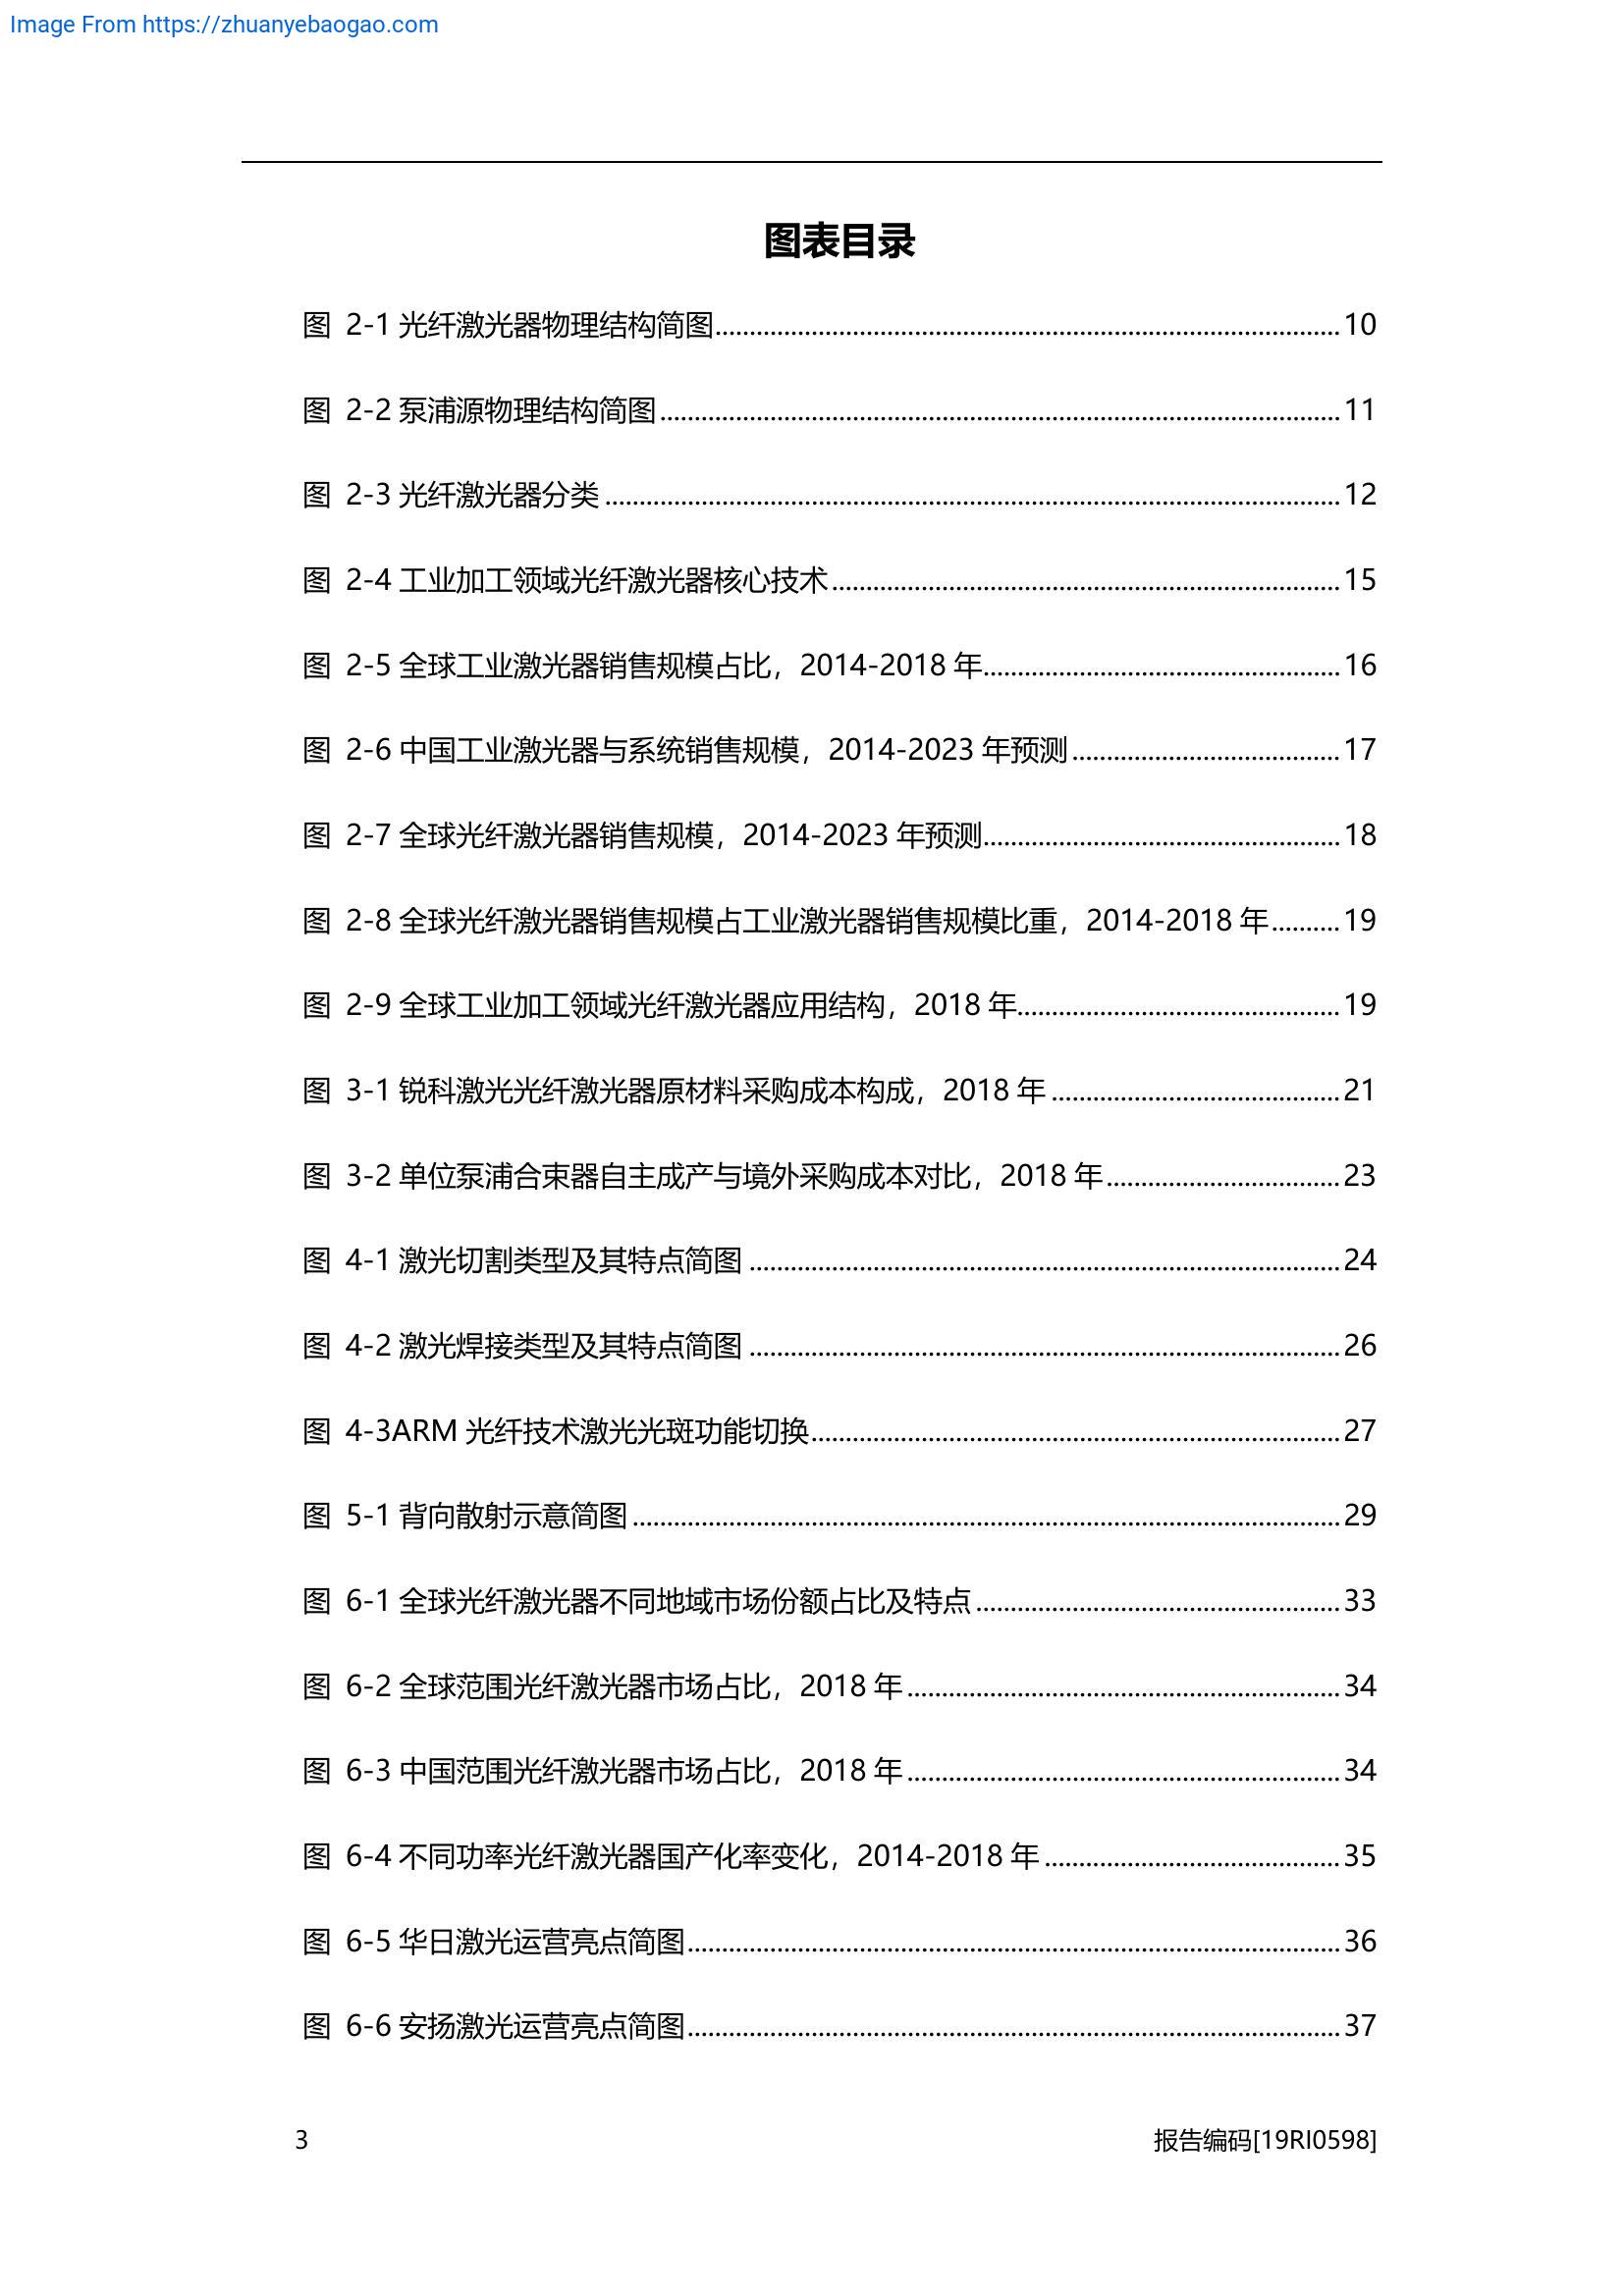 Image From https://zhuanyebaogao.com
图表目录
图 2-1 光纤激光器物理结构简图........................................10
图 2-2 泵浦源物理结构简图........................................11
图 2-3 光纤激光器分类........................................12
图 2-4 工业加工领域光纤激光器核心技术........................................15
图 2-5 全球工业激光器销售规模占比，2014-2018 年........................................16
图 2-6 中国工业激光器与系统销售规模，2014-2023 年预测........................................17
图 2-7 全球光纤激光器销售规模，2014-2023 年预测........................................18
图 2-8 全球光纤激光器销售规模占工业激光器销售规模比重，2014-2018 年..........19
图 2-9 全球工业加工领域光纤激光器应用结构，2018 年........................................19
图 3-1 锐科激光光纤激光器原材料采购成本构成，2018 年........................................21
图 3-2 单位泵浦合束器自主成产与境外采购成本对比，2018 年..................................23
图 4-1 激光切割类型及其特点简图........................................24
图 4-2 激光焊接类型及其特点简图........................................26
图 4-3ARM 光纤技术激光光斑功能切换........................................27
图 5-1 背向散射示意简图........................................29
图 6-1 全球光纤激光器不同地域市场份额占比及特点........................................33
图 6-2 全球范围光纤激光器市场占比，2018 年........................................34
图 6-3 中国范围光纤激光器市场占比，2018 年........................................34
图 6-4 不同功率光纤激光器国产化率变化，2014-2018 年........................................35
图 6-5 华日激光运营亮点简图........................................36
图 6-6 安扬激光运营亮点简图........................................37
3 报告编码[19RI0598]